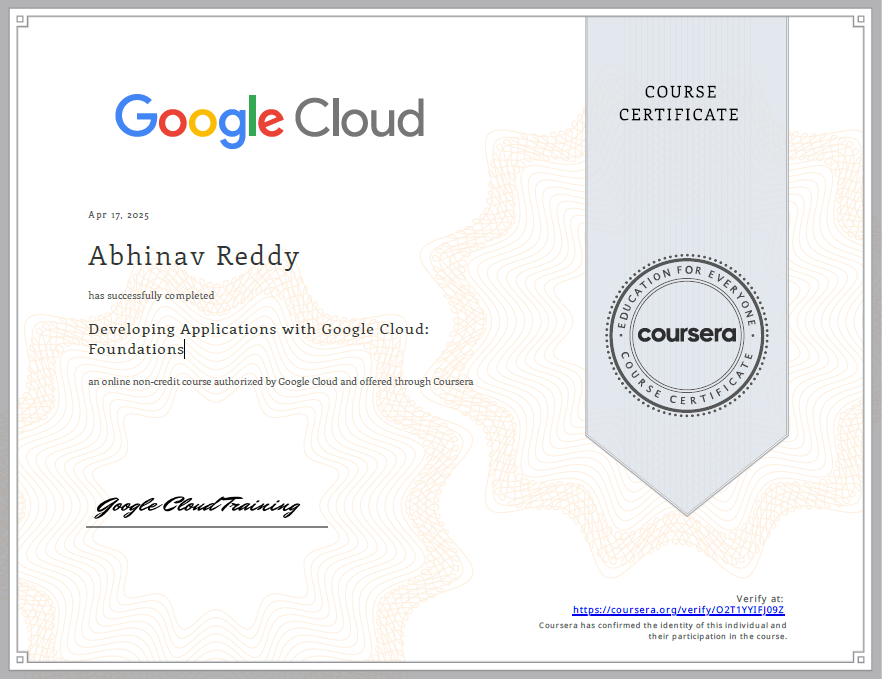 Google Cloud
COURSE
CERTIFICATE
Apr 17, 2025
Abhinav Reddy
has successfully completed
Developing Applications with Google Cloud:
Foundations
an online non-credit course authorized by Google Cloud and offered through Coursera
EDUCATION FOR EVERYONE
coursera
COURSE CERTIFICATE
Google Cloud Training
Verify at:
https://coursera.org/verify/O2T1YYIFJ09Z
Coursera has confirmed the identity of this individual and
their participation in the course.